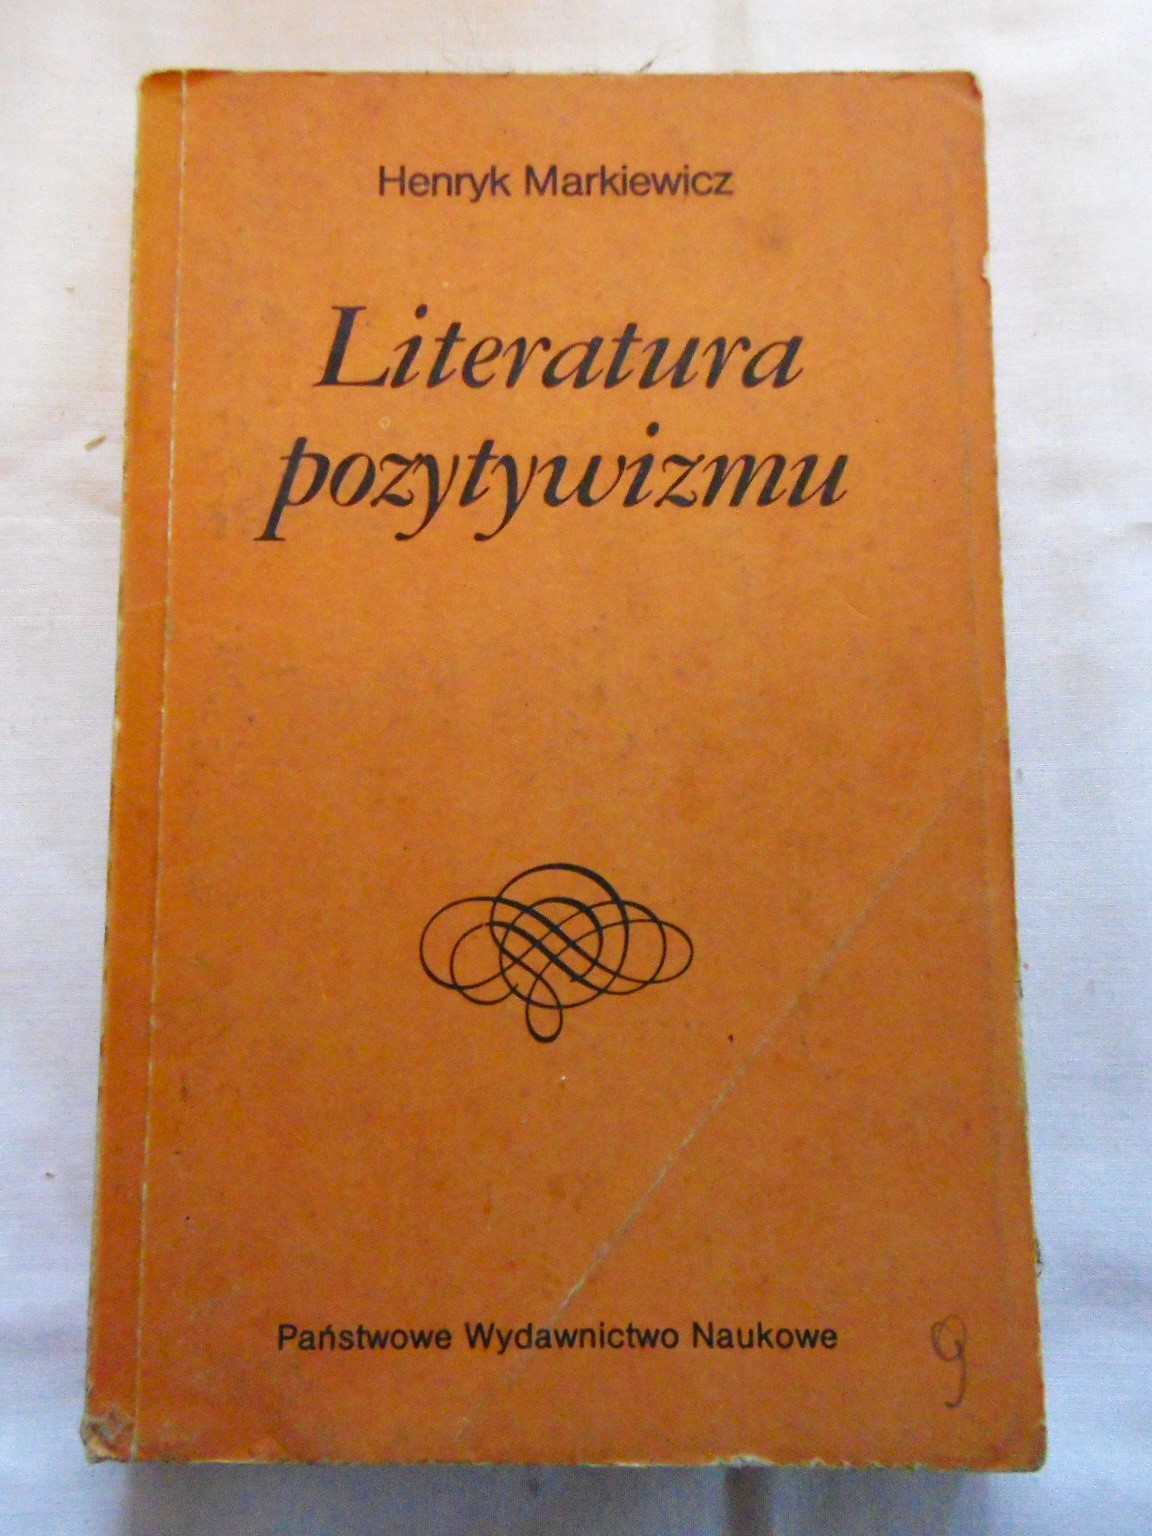 Henryk Markiewicz
Literatura
pozytywizmu
Państwowe Wydawnictwo Naukowe
9